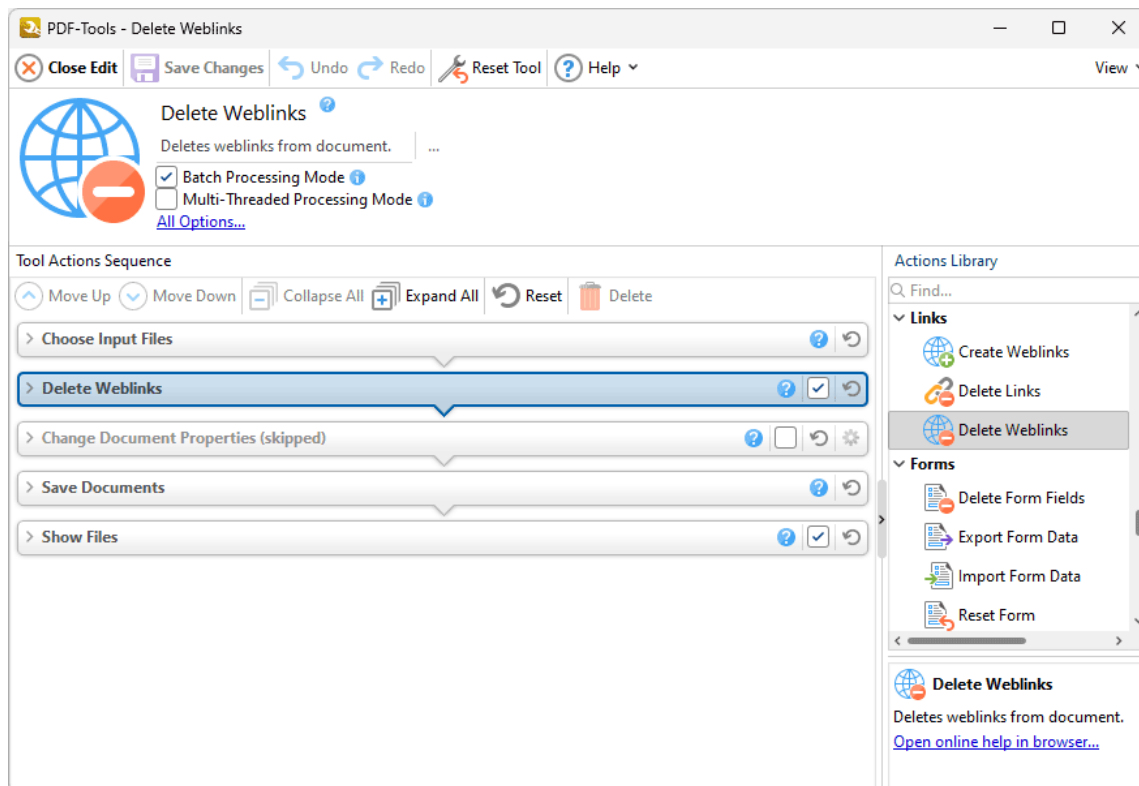 PDF-Tools - Delete Weblinks
Close Edit Save Changes Undo Redo Reset Tool ? Help View
Delete Weblinks ?
Deletes weblinks from document. ...
Batch Processing Mode i
Multi-Threaded Processing Mode i
All Options...
Tool Actions Sequence
Move Up Move Down Collapse All Expand All Reset Delete
Choose Input Files ?
Delete Weblinks ?
Change Document Properties (skipped) ?
Save Documents ?
Show Files ?
Actions Library
Find...
Links
Create Weblinks
Delete Links
Delete Weblinks
Forms
Delete Form Fields
Export Form Data
Import Form Data
Reset Form
Delete Weblinks
Deletes weblinks from document.
Open online help in browser...